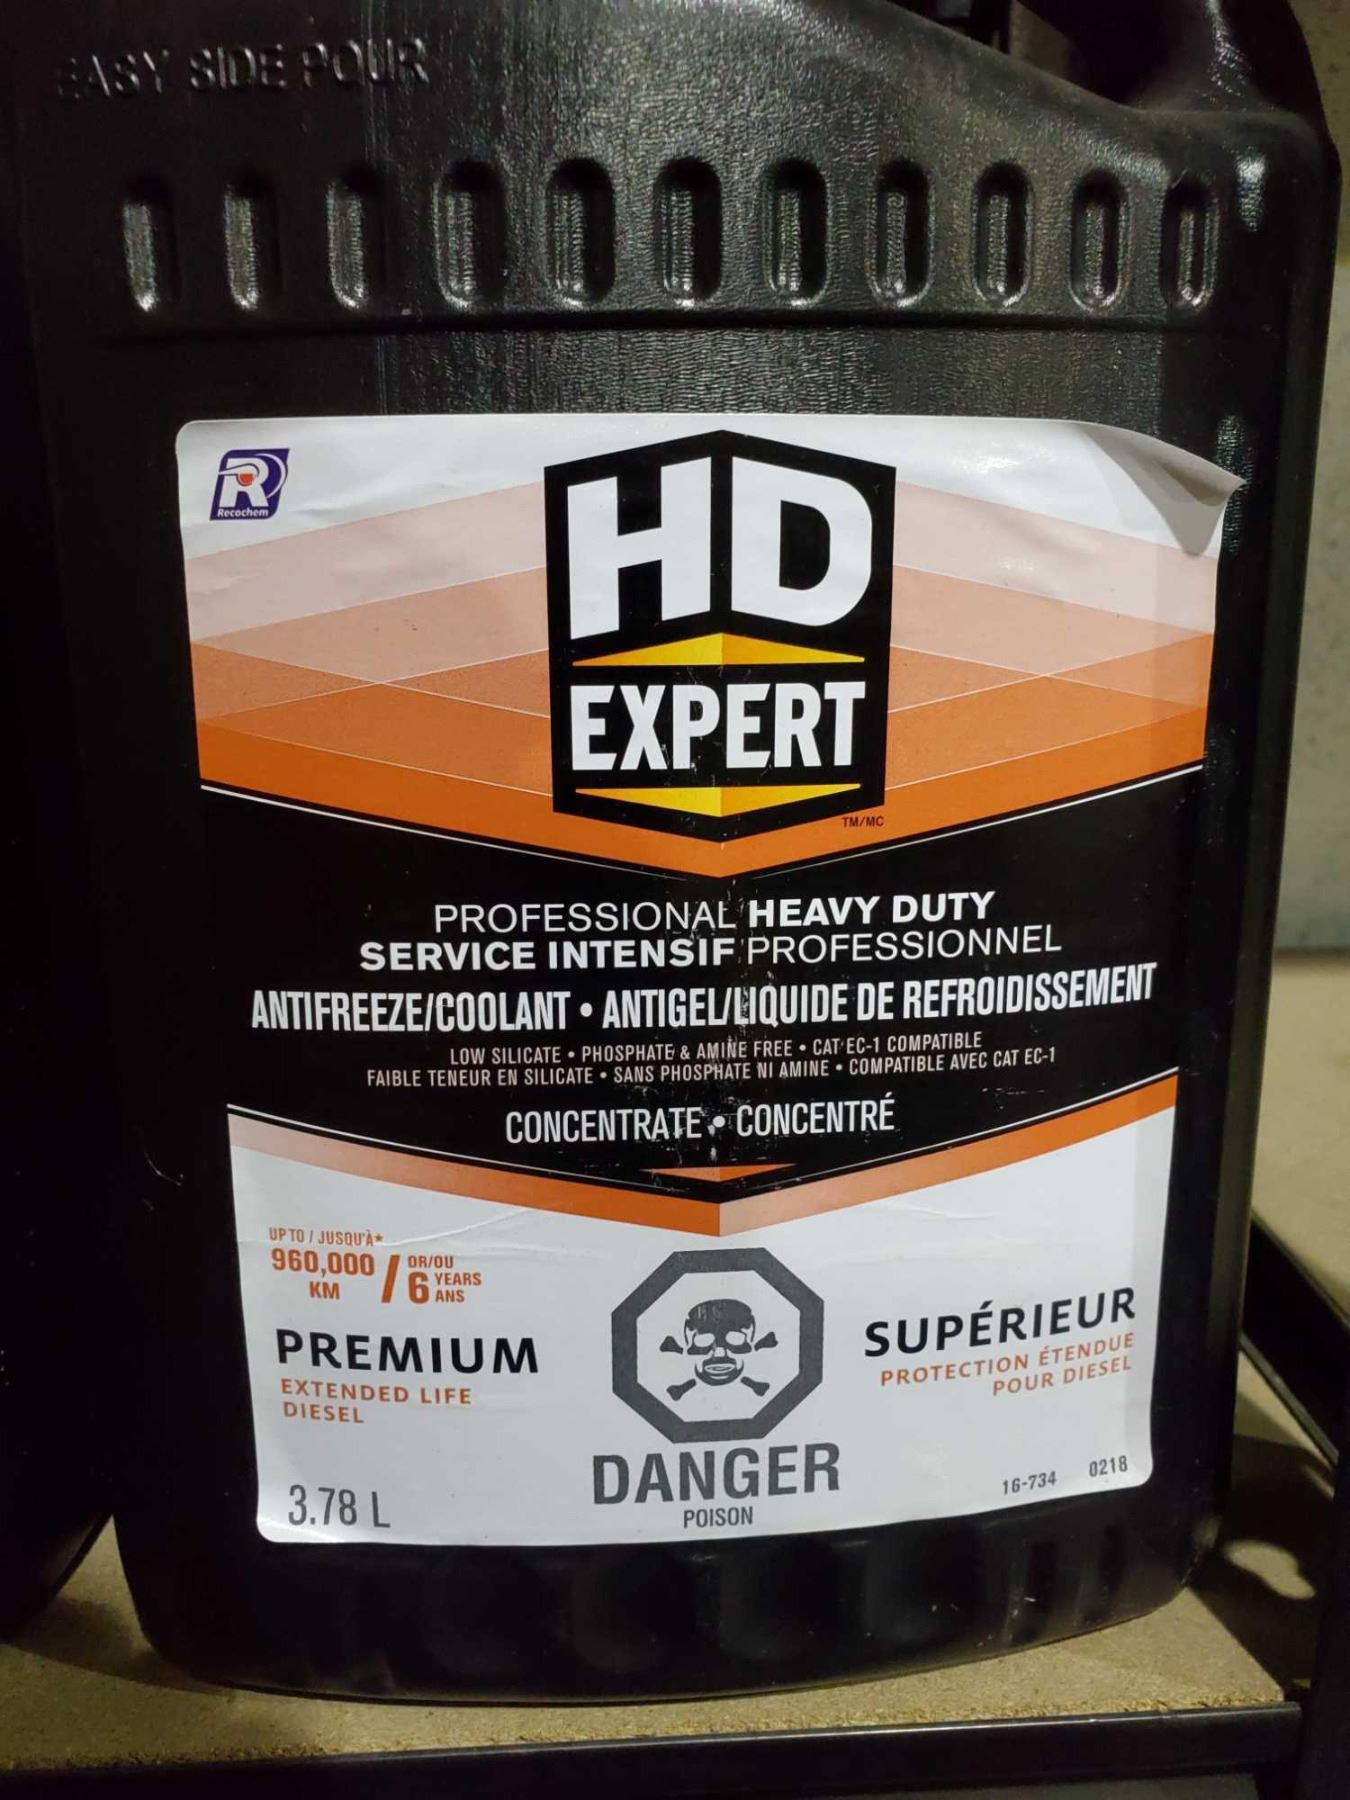 EASY SIDE POUR
R
Recochem
HD
EXPERT
TM/MC
PROFESSIONAL HEAVY DUTY
SERVICE INTENSIF PROFESSIONNEL
ANTIFREEZE/COOLANT • ANTIGEL/LIQUIDE DE REFROIDISSEMENT
LOW SILICATE • PHOSPHATE & AMINE FREE • CAT EC-1 COMPATIBLE
FAIBLE TENEUR EN SILICATE • SANS PHOSPHATE NI AMINE • COMPATIBLE AVEC CAT EC-1
CONCENTRATE • CONCENTRÉ
UP TO / JUSQU'À*
960,000 KM / OR/OU 6 YEARS ANS
PREMIUM
EXTENDED LIFE
DIESEL
3.78 L
DANGER
POISON
SUPÉRIEUR
PROTECTION ÉTENDUE
POUR DIESEL
16-734 0218